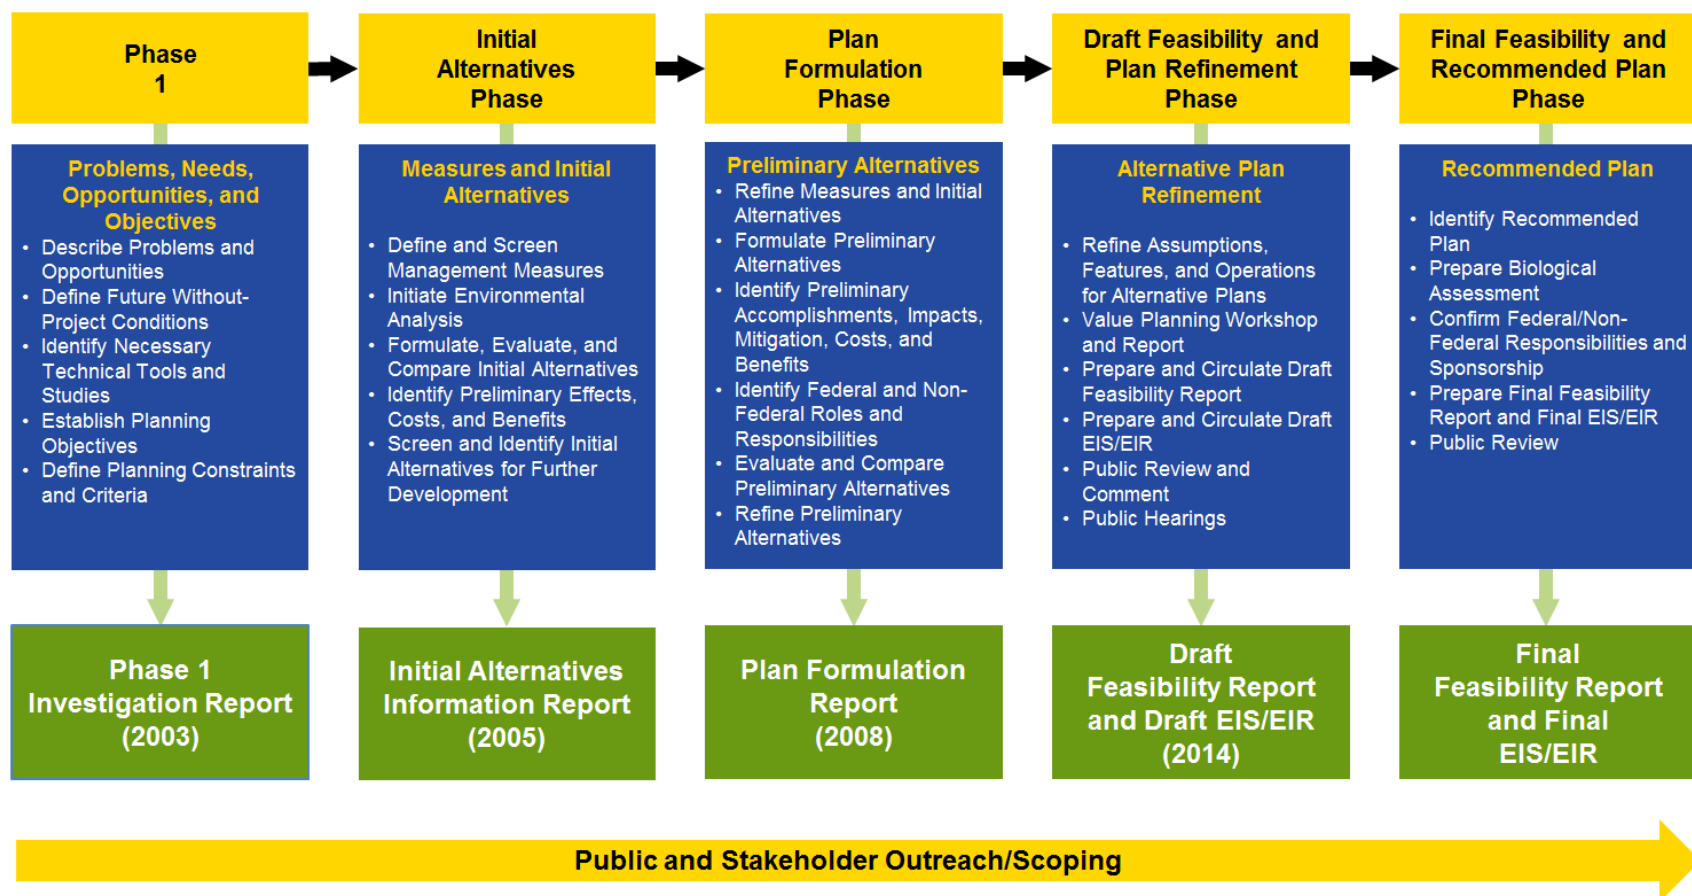 Phase
1
Initial
Alternatives
Phase
Plan
Formulation
Phase
Draft Feasibility and
Plan Refinement
Phase
Final Feasibility and
Recommended Plan
Phase
Problems, Needs,
Opportunities, and
Objectives
• Describe Problems and
Opportunities
• Define Future Without-
Project Conditions
• Identify Necessary
Technical Tools and
Studies
• Establish Planning
Objectives
• Define Planning Constraints
and Criteria
Measures and Initial
Alternatives
• Define and Screen
Management Measures
• Initiate Environmental
Analysis
• Formulate, Evaluate, and
Compare Initial Alternatives
• Identify Preliminary Effects,
Costs, and Benefits
• Screen and Identify Initial
Alternatives for Further
Development
Preliminary Alternatives
• Refine Measures and Initial
Alternatives
• Formulate Preliminary
Alternatives
• Identify Preliminary
Accomplishments, Impacts,
Mitigation, Costs, and
Benefits
• Identify Federal and Non-
Federal Roles and
Responsibilities
• Evaluate and Compare
Preliminary Alternatives
• Refine Preliminary
Alternatives
Alternative Plan
Refinement
• Refine Assumptions,
Features, and Operations
for Alternative Plans
• Value Planning Workshop
and Report
• Prepare and Circulate Draft
Feasibility Report
• Prepare and Circulate Draft
EIS/EIR
• Public Review and
Comment
• Public Hearings
Recommended Plan
• Identify Recommended
Plan
• Prepare Biological
Assessment
• Confirm Federal/Non-
Federal Responsibilities and
Sponsorship
• Prepare Final Feasibility
Report and Final EIS/EIR
• Public Review
Phase 1
Investigation Report
(2003)
Initial Alternatives
Information Report
(2005)
Plan Formulation
Report
(2008)
Draft
Feasibility Report
and Draft EIS/EIR
(2014)
Final
Feasibility Report
and Final
EIS/EIR
Public and Stakeholder Outreach/Scoping